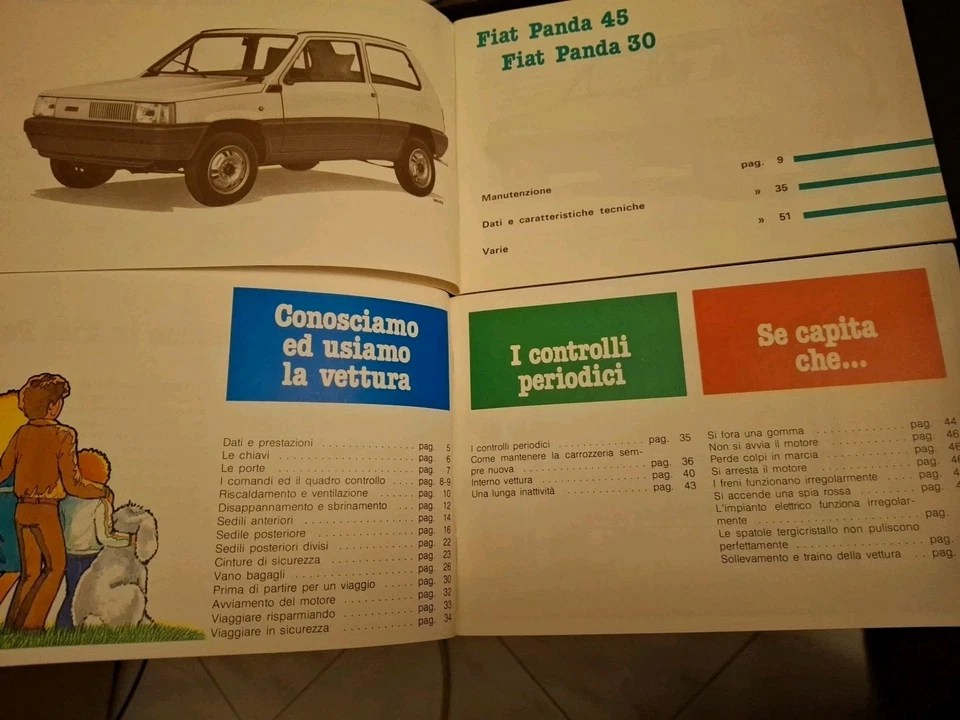 Fiat Panda 45
Fiat Panda 30
Manutenzione pag. 9
Dati e caratteristiche tecniche » 35
Varie » 51
Conosciamo
ed usiamo
la vettura
Dati e prestazioni pag. 5
Le chiavi pag. 6
Le porte pag. 7
I comandi ed il quadro controllo pag. 8-9
Riscaldamento e ventilazione pag. 10
Disappannamento e sbrinamento pag. 12
Sedili anteriori pag. 14
Sedile posteriore pag. 16
Sedili posteriori divisi pag. 22
Cinture di sicurezza pag. 23
Vano bagagli pag. 26
Prima di partire per un viaggio pag. 30
Avviamento del motore pag. 32
Viaggiare risparmiando pag. 33
Viaggiare in sicurezza pag. 34
I controlli
periodici
I controlli periodici pag. 35
Come mantenere la carrozzeria sem-
pre nuova pag. 36
Interno vettura pag. 40
Una lunga inattività pag. 43
Se capita
che...
Si fora una gomma pag. 44
Non si avvia il motore pag. 46
Perde colpi in marcia pag. 46
Si arresta il motore pag. 46
I freni funzionano irregolarmente pag.
Si accende una spia rossa pag.
L'impianto elettrico funziona irregolar-
mente pag.
Le spatole tergicristallo non puliscono
perfettamente pag.
Sollevamento e traino della vettura pag.